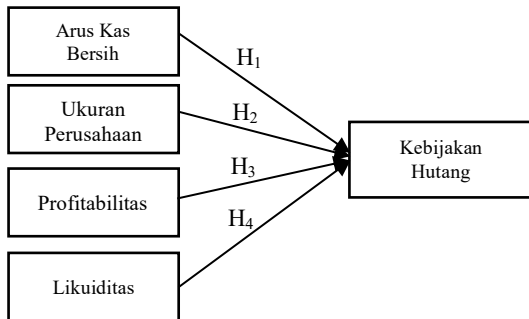 Arus Kas
Bersih
H₁
Ukuran
Perusahaan
H₂
Kebijakan
Hutang
Profitabilitas
H₃
Likuiditas
H₄